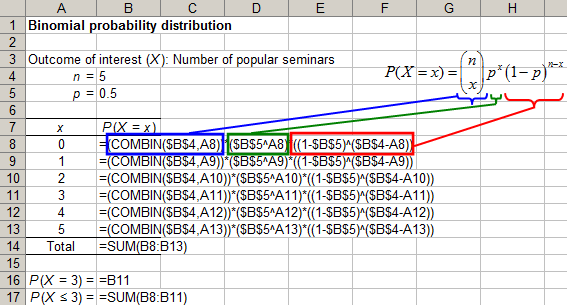 A B C D E F G H
1 Binomial probability distribution
2
3 Outcome of interest (X): Number of popular seminars
P(X = x) = (n x) p^x (1 − p)^n−x
4 n = 5
5 p = 0.5
6
7 x P(X = x)
8 0 =(COMBIN($B$4,A8))*($B$5^A8)*((1-$B$5)^($B$4-A8))
9 1 =(COMBIN($B$4,A9))*($B$5^A9)*((1-$B$5)^($B$4-A9))
10 2 =(COMBIN($B$4,A10))*($B$5^A10)*((1-$B$5)^($B$4-A10))
11 3 =(COMBIN($B$4,A11))*($B$5^A11)*((1-$B$5)^($B$4-A11))
12 4 =(COMBIN($B$4,A12))*($B$5^A12)*((1-$B$5)^($B$4-A12))
13 5 =(COMBIN($B$4,A13))*($B$5^A13)*((1-$B$5)^($B$4-A13))
14 Total =SUM(B8:B13)
15
16 P(X = 3) = =B11
17 P(X ≤ 3) = =SUM(B8:B11)